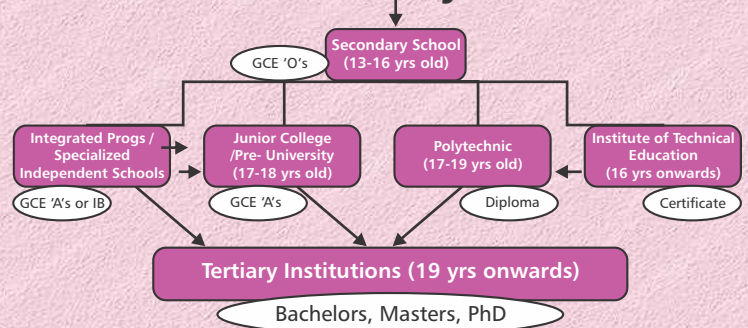 Secondary School
(13-16 yrs old)
GCE 'O's
Integrated Progs /
Specialized
Independent Schools
GCE 'A's or IB
Junior College
/Pre- University
(17-18 yrs old)
GCE 'A's
Polytechnic
(17-19 yrs old)
Diploma
Institute of Technical
Education
(16 yrs onwards)
Certificate
Tertiary Institutions (19 yrs onwards)
Bachelors, Masters, PhD